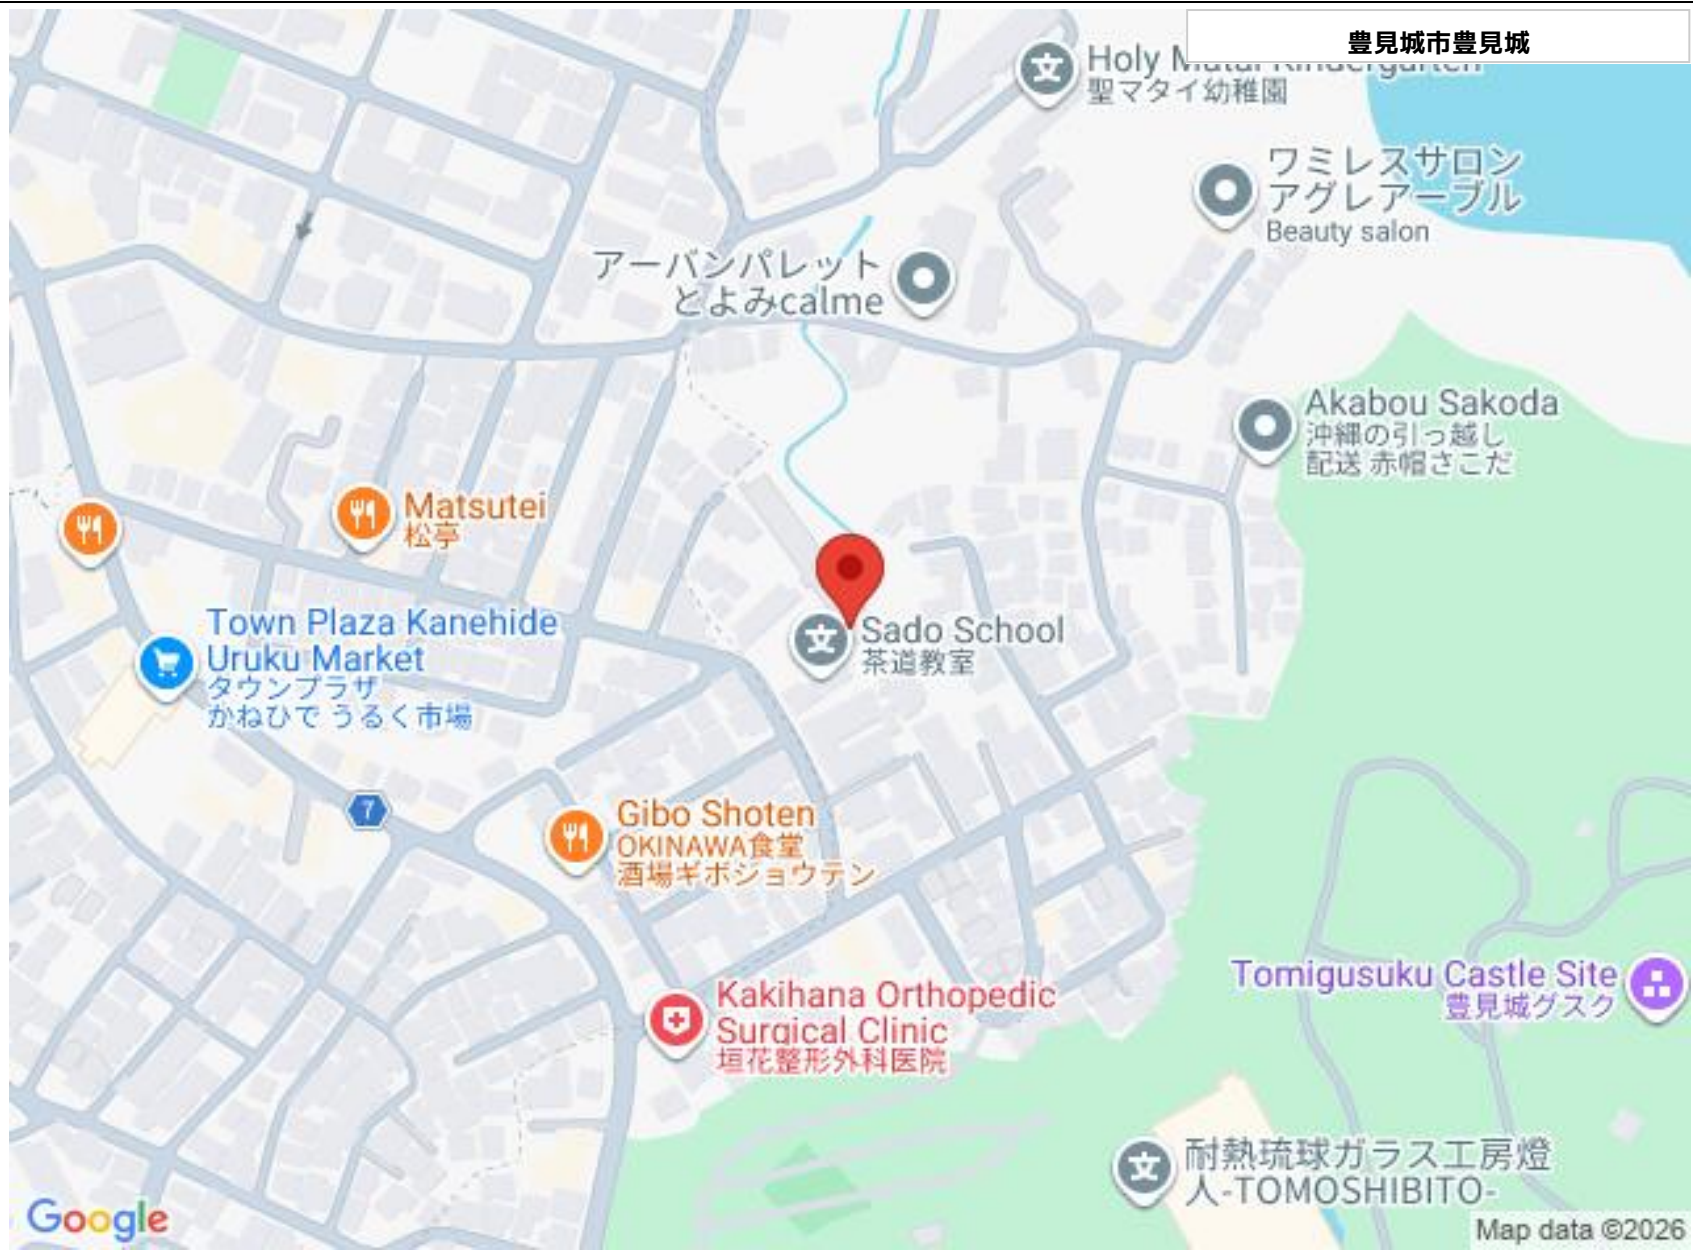 豊見城市豊見城
Holy
聖マタイ幼稚園
ワミレスサロン
アグレアーブル
Beauty salon
アーバンパレット
とよみcalme
Akabou Sakoda
沖縄の引っ越し
配送 赤帽さこだ
Matsutei
松亭
Town Plaza Kanehide
Uruku Market
タウンプラザ
かねひで うるく市場
Sado School
茶道教室
7
Gibo Shoten
OKINAWA食堂
酒場ギボジョウテン
Tomigusuku Castle Site
豊見城グスク
Kakihana Orthopedic
Surgical Clinic
垣花整形外科医院
耐熱琉球ガラス工房燈
人-TOMOSHIBITO-
Google
Map data ©2026